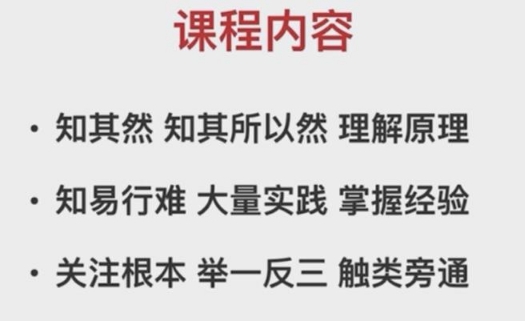 课程内容
• 知其然 知其所以然 理解原理
• 知易行难 大量实践 掌握经验
• 关注根本 举一反三 触类旁通